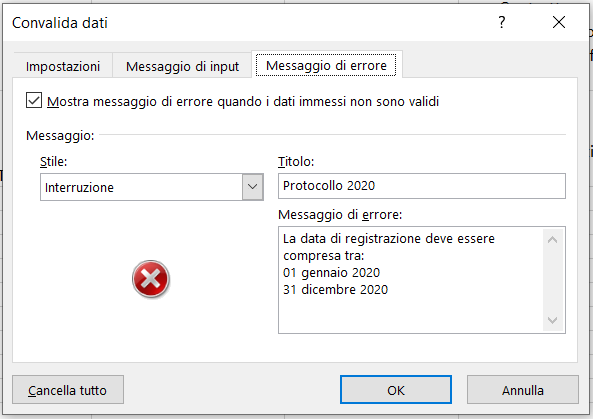 Convalida dati
?
Impostazioni
Messaggio di input
Messaggio di errore
Mostra messaggio di errore quando i dati immessi non sono validi
Messaggio:
Stile:
Titolo:
Interruzione
Protocollo 2020
Messaggio di errore:
La data di registrazione deve essere
compresa tra:
01 gennaio 2020
31 dicembre 2020
Cancella tutto
OK
Annulla